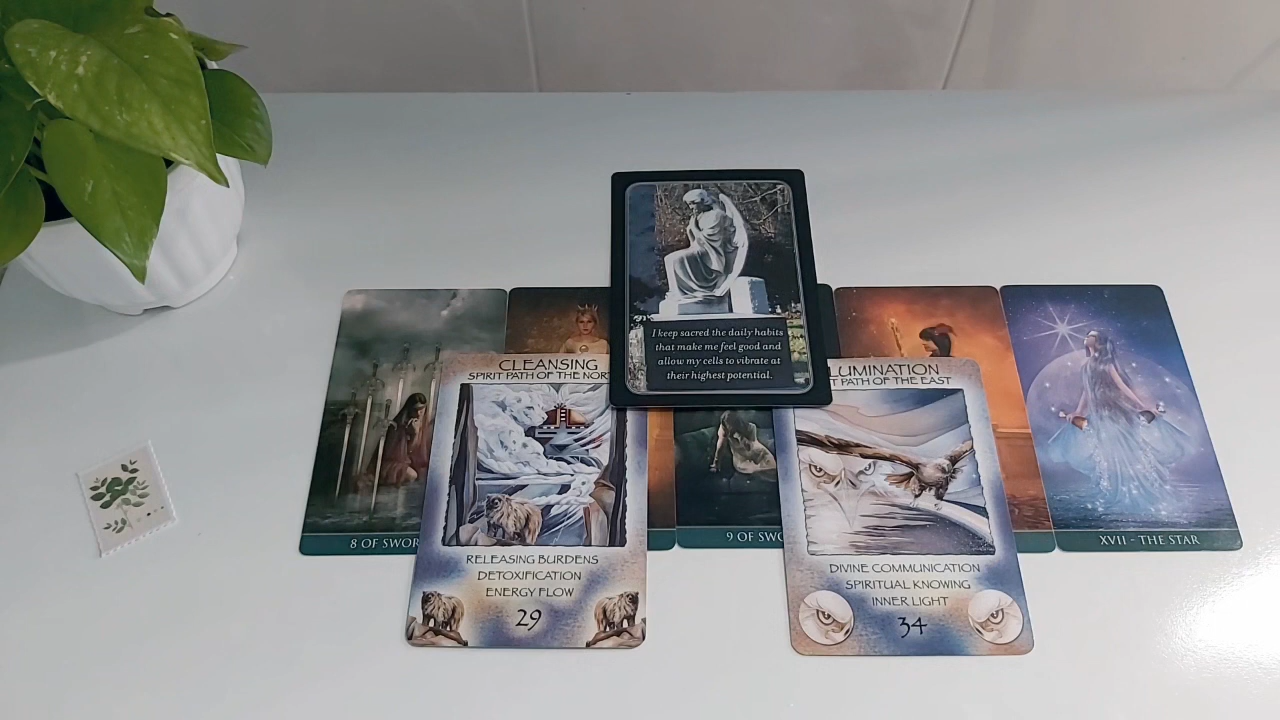 I keep sacred the daily habits
that make me feel good and
allow my cells to vibrate at
their highest potential.
CLEANSING
SPIRIT PATH OF THE NOR
LUMINATION
T PATH OF THE EAST
8 OF SWOR
9 OF SWO
XVII - THE STAR
RELEASING BURDENS
DETOXIFICATION
ENERGY FLOW
29
DIVINE COMMUNICATION
SPIRITUAL KNOWING
INNER LIGHT
34